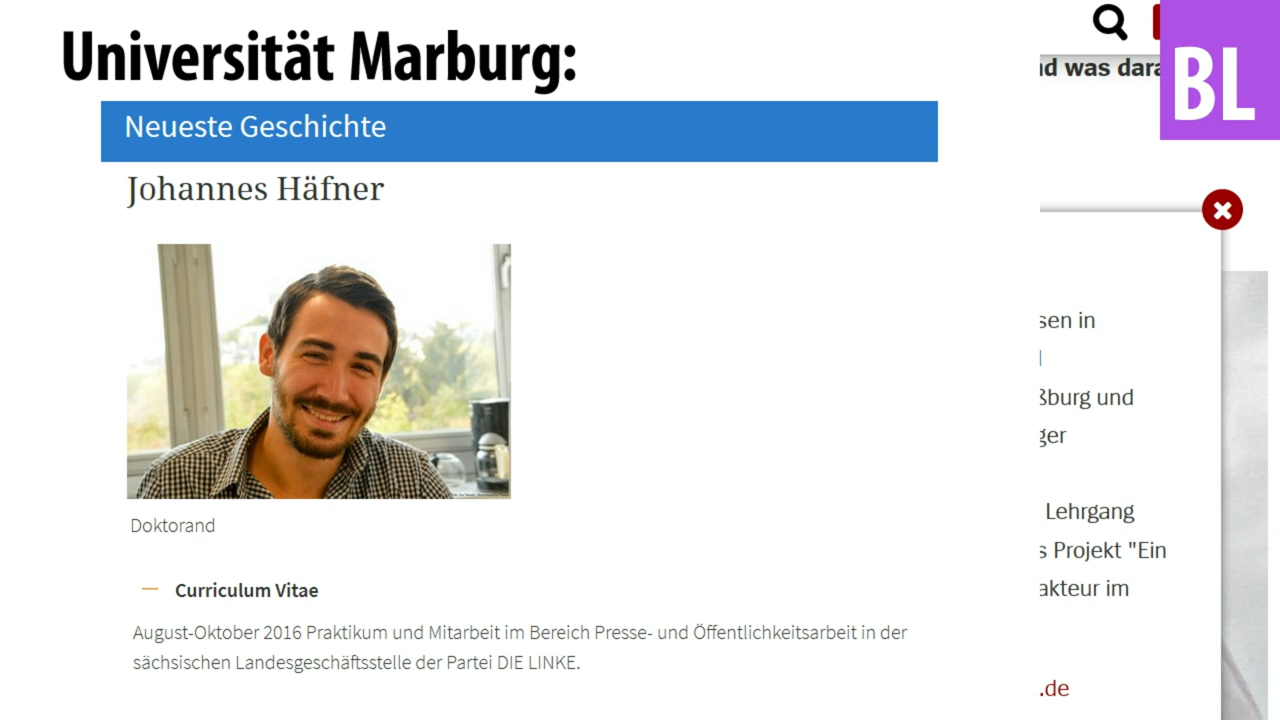 Universität Marburg:
Neueste Geschichte
Johannes Häfner
Doktorand
Curriculum Vitae
August-Oktober 2016 Praktikum und Mitarbeit im Bereich Presse- und Öffentlichkeitsarbeit in der
sächsischen Landesgeschäftsstelle der Partei DIE LINKE.
BL
nd was dara
sen in
ßburg und
ger
Lehrgang
s Projekt "Ein
akteur im
.de